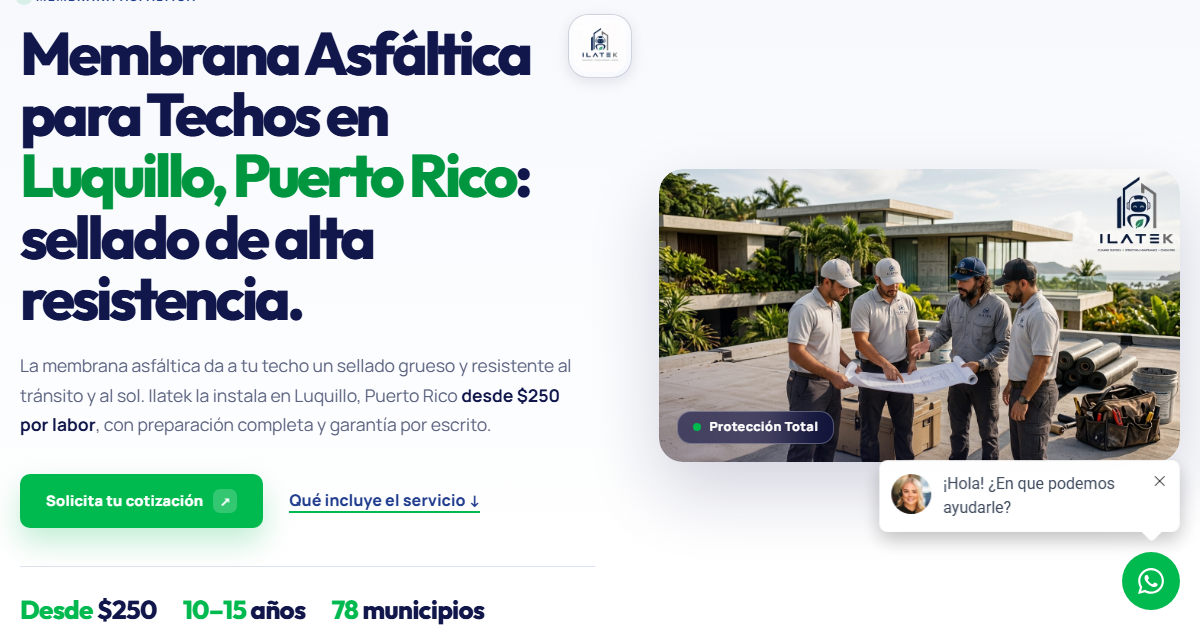 Membrana Asfáltica
para Techos en
Luquillo, Puerto Rico:
sellado de alta
resistencia.
ILATEK
La membrana asfáltica da a tu techo un sellado grueso y resistente al
tránsito y al sol. Ilatek la instala en Luquillo, Puerto Rico desde $250
por labor, con preparación completa y garantía por escrito.
Solicita tu cotización ↗
Qué incluye el servicio ↓
Desde $250
10–15 años
78 municipios
ILATEK
Protección Total
¡Hola! ¿En que podemos
ayudarle?